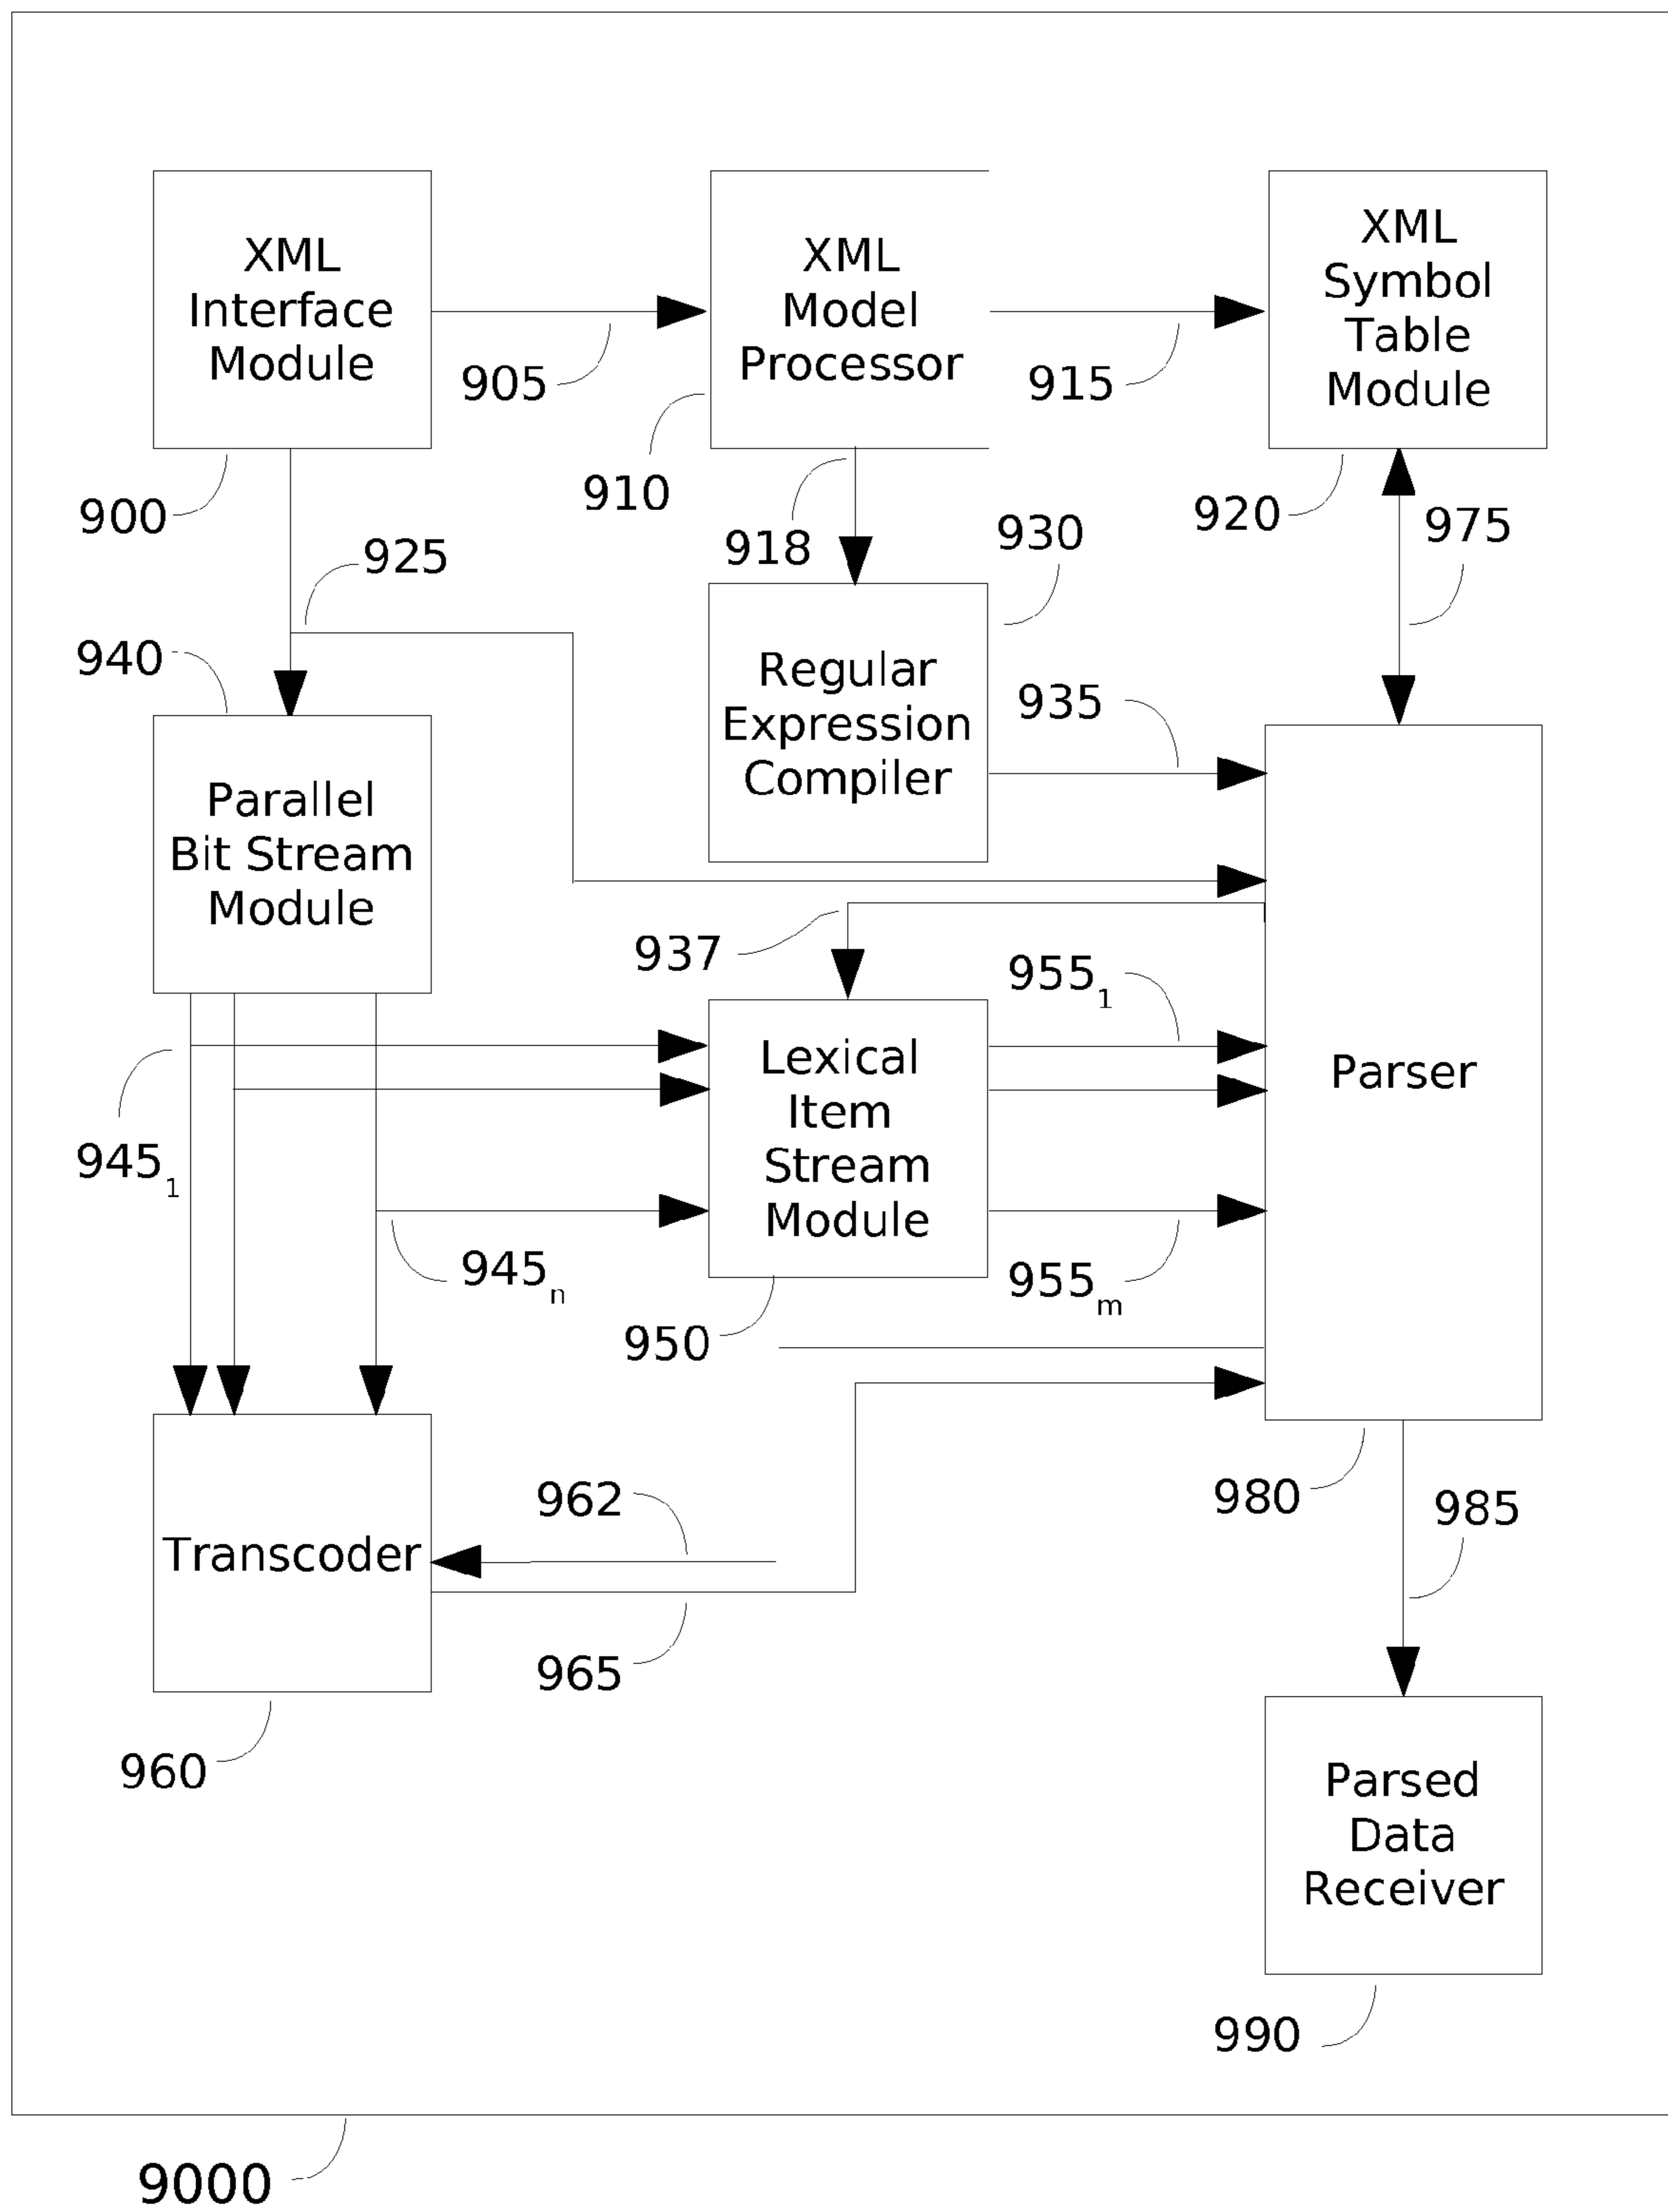 XML
Interface
Module
XML
Model
Processor
XML
Symbol
Table
Module
905
915
910
900
920
918
930
975
925
940
Regular
Expression
Compiler
935
Parallel
Bit Stream
Module
937
955₁
Lexical
Item
Stream
Module
Parser
945₁
945ₙ
955ₘ
950
962
980
985
Transcoder
965
960
Parsed
Data
Receiver
990
9000